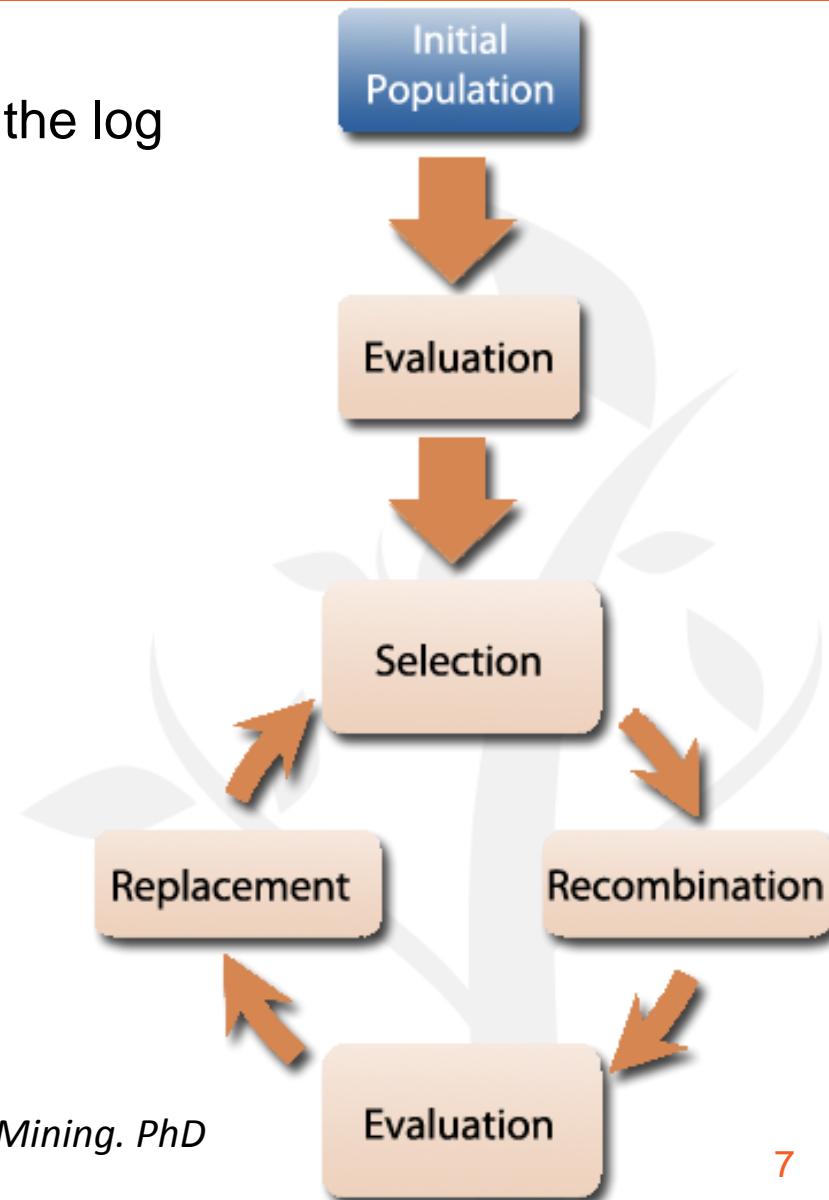 Initial
Population
the log
Evaluation
Selection
Replacement
Recombination
Evaluation
Mining. PhD
7